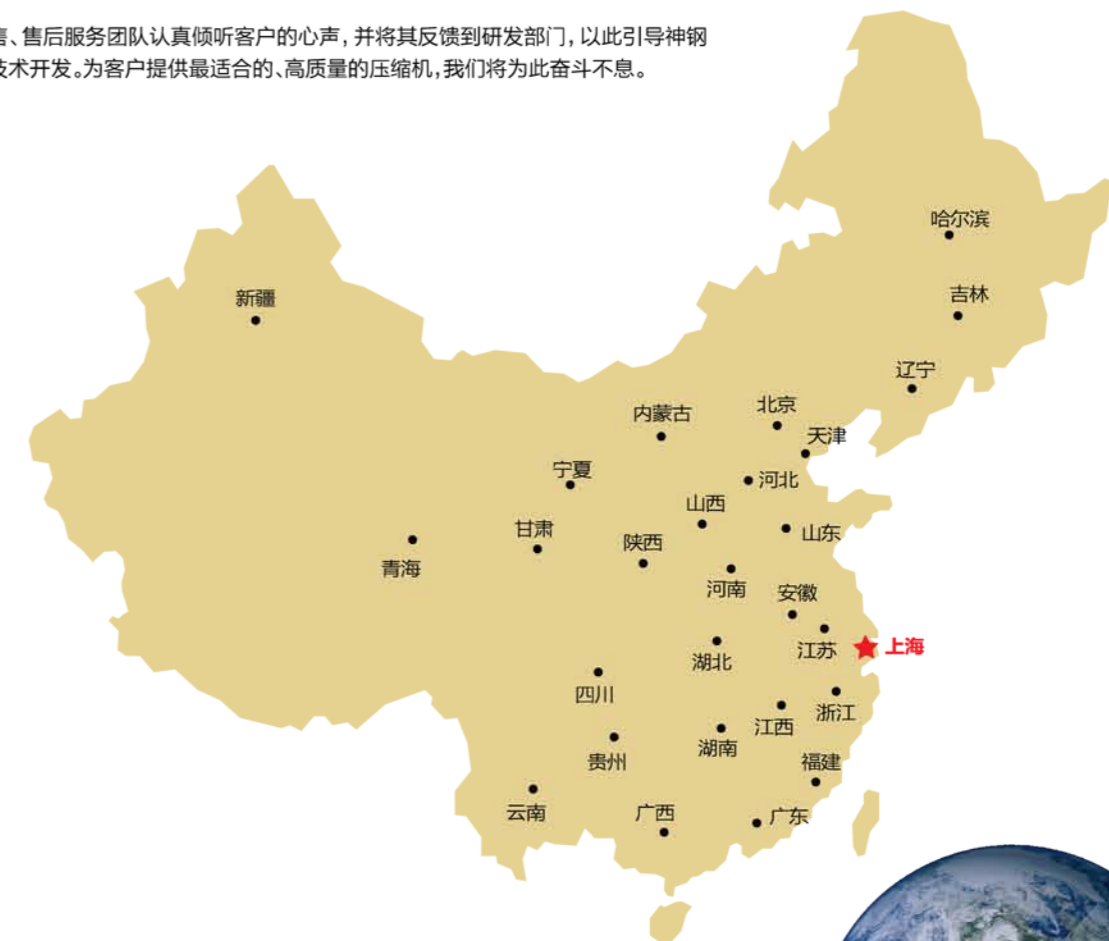 售、售后服务团队认真倾听客户的心声，并将其反馈到研发部门，以此引导神钢
技术开发。为客户提供最适合的、高质量的压缩机，我们将为此奋斗不息。
哈尔滨
吉林
新疆
辽宁
北京
内蒙古
天津
宁夏
河北
山西
甘肃
山东
陕西
青海
河南
安徽
江苏
上海
湖北
四川
浙江
江西
湖南
贵州
福建
云南
广西
广东